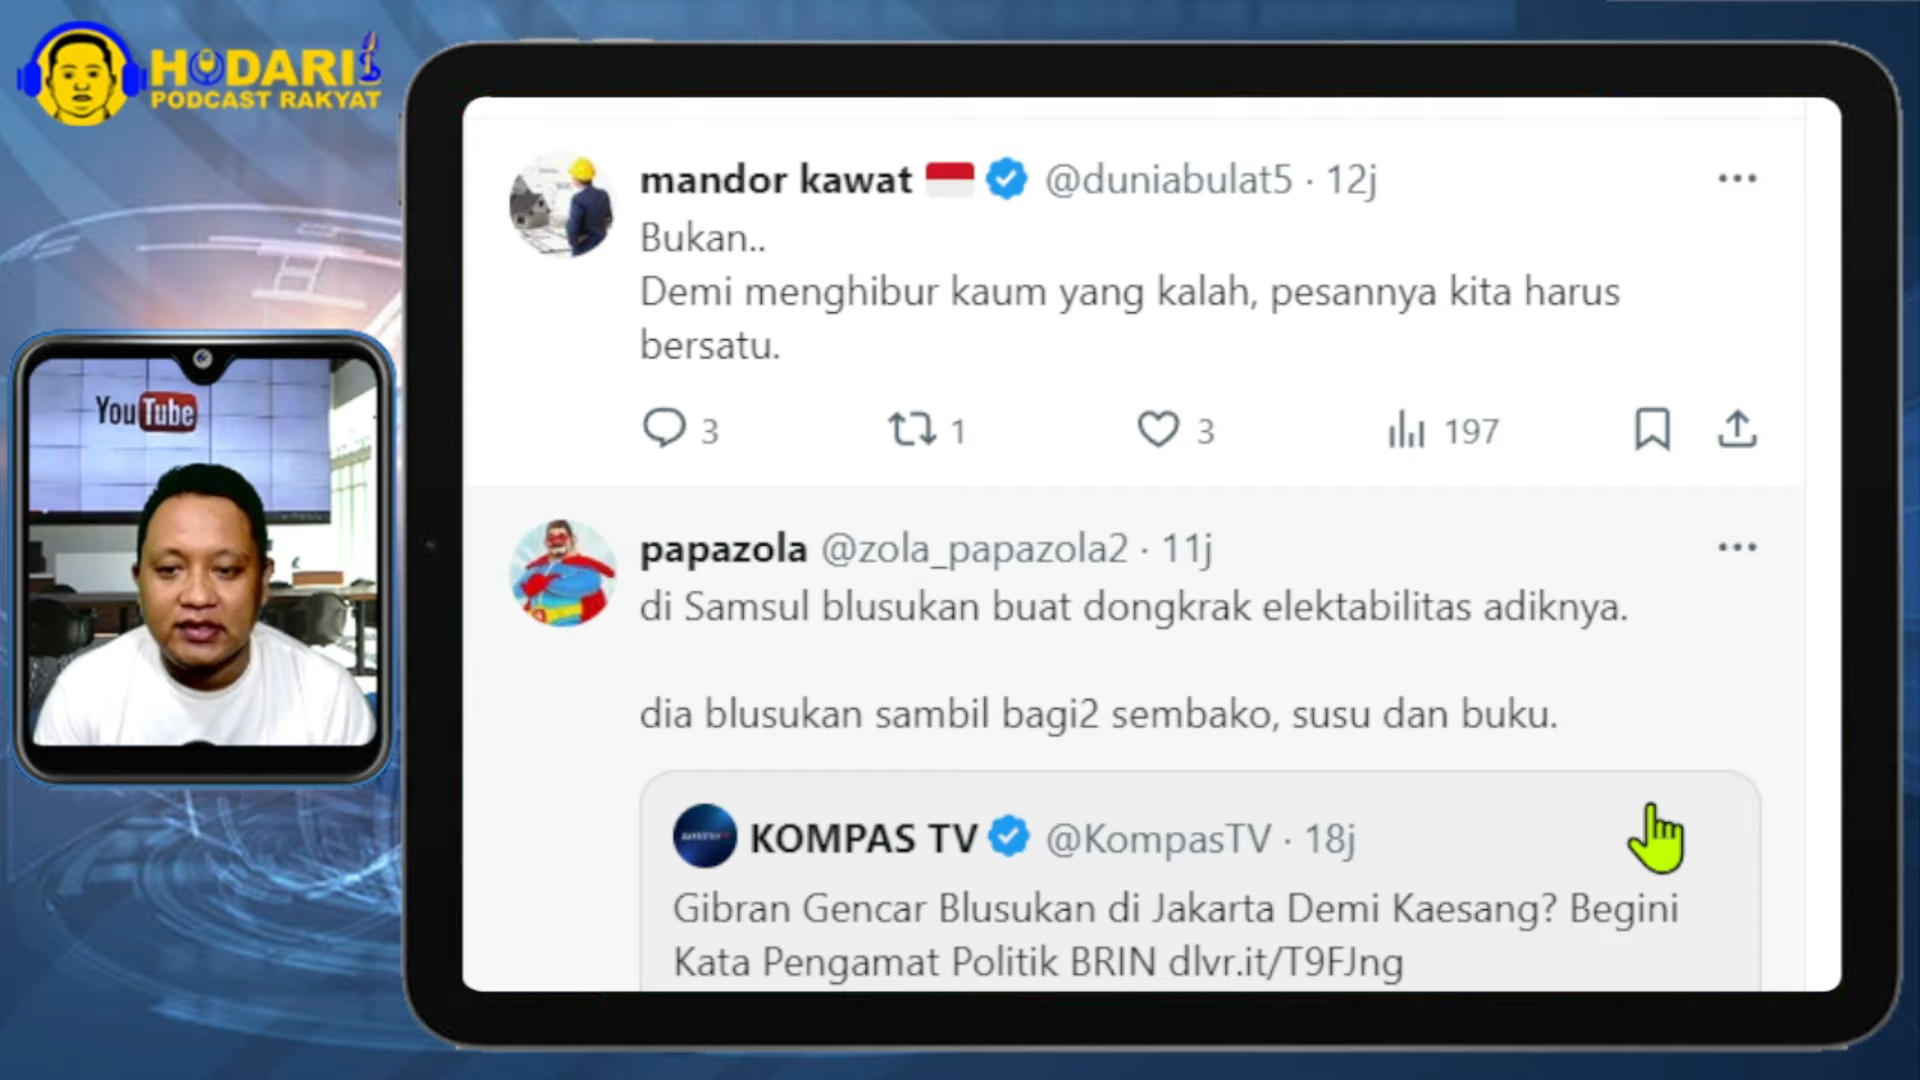 HODARI
PODCAST RAKYAT
YouTube
mandor kawat @duniabulat5 · 12j
Bukan..
Demi menghibur kaum yang kalah, pesannya kita harus
bersatu.
3 1 3 197
papazola @zola_papazola2 · 11j
di Samsul blusukan buat dongkrak elektabilitas adiknya.
dia blusukan sambil bagi2 sembako, susu dan buku.
KOMPAS TV @KompasTV · 18j
Gibran Gencar Blusukan di Jakarta Demi Kaesang? Begini
Kata Pengamat Politik BRIN dlvr.it/T9FJng